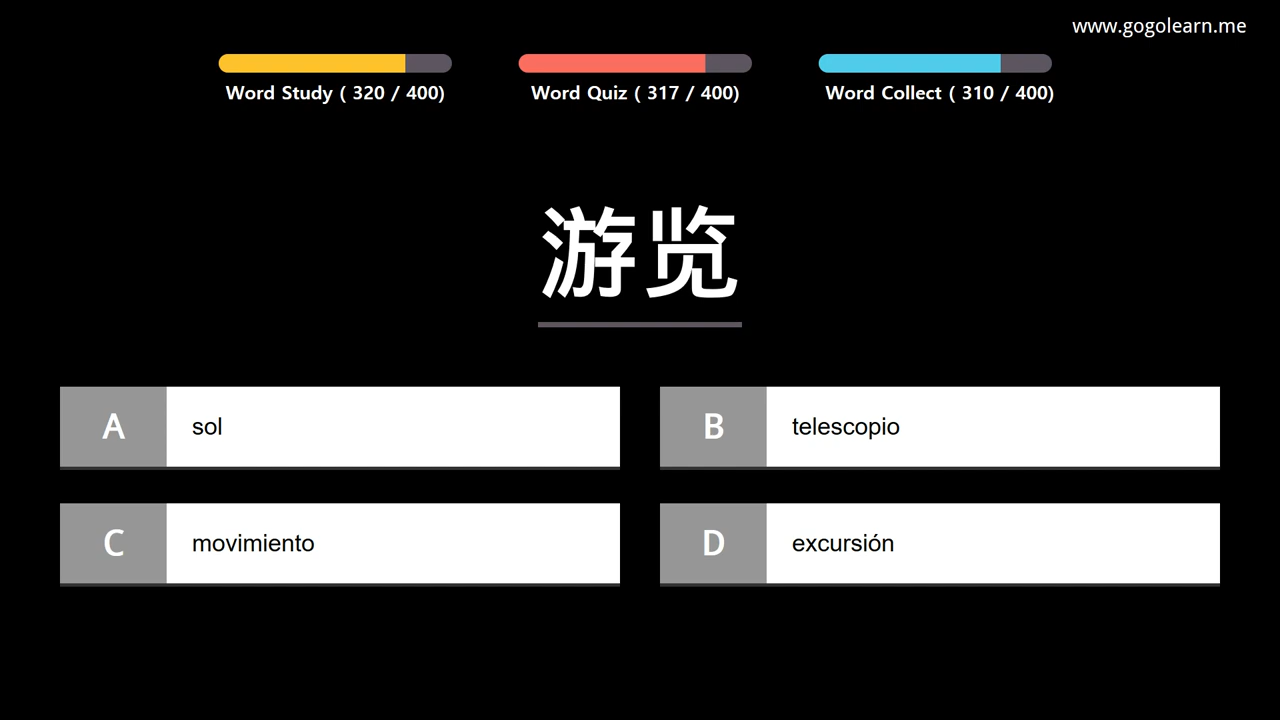 www.gogolearn.me
Word Study ( 320 / 400)
Word Quiz ( 317 / 400)
Word Collect ( 310 / 400)
游览
A sol
B telescopio
C movimiento
D excursión